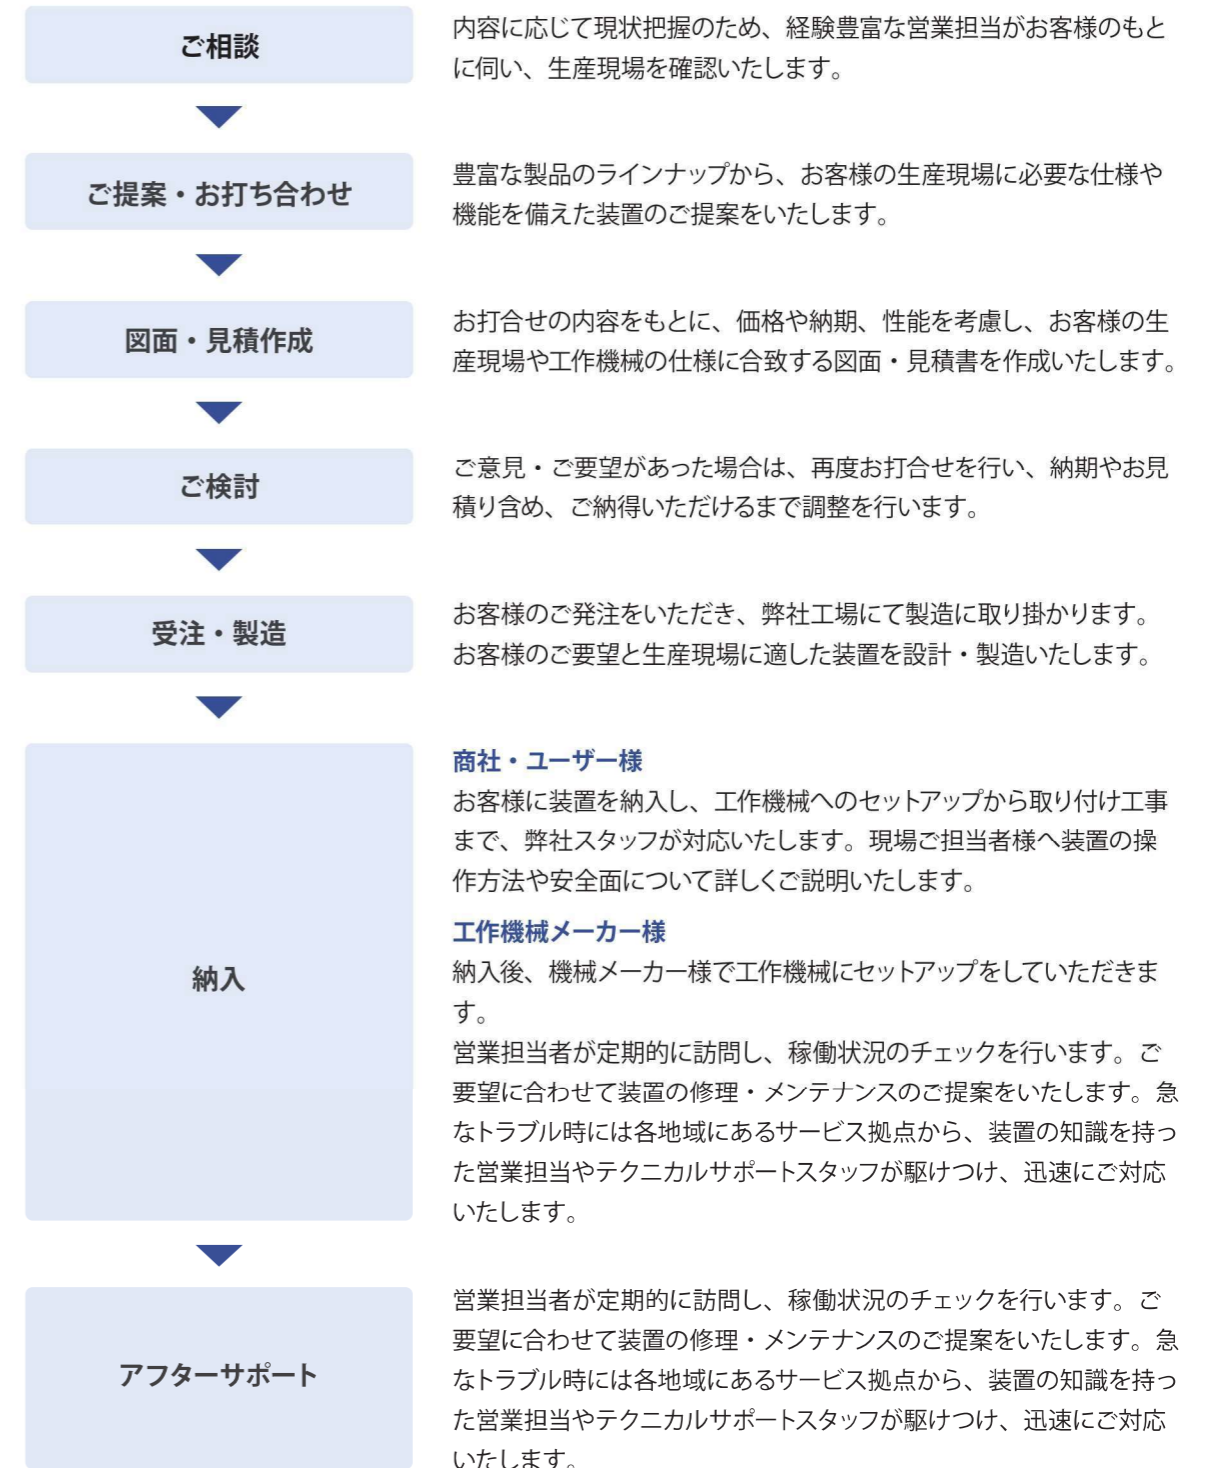 ご相談
内容に応じて現状把握のため、経験豊富な営業担当がお客様のもと
に伺い、生産現場を確認いたします。
ご提案・お打ち合わせ
豊富な製品のラインナップから、お客様の生産現場に必要な仕様や
機能を備えた装置のご提案をいたします。
図面・見積作成
お打合せの内容をもとに、価格や納期、性能を考慮し、お客様の生
産現場や工作機械の仕様に合致する図面・見積書を作成いたします。
ご検討
ご意見・ご要望があった場合は、再度お打合せを行い、納期やお見
積り含め、ご納得いただけるまで調整を行います。
受注・製造
お客様のご発注をいただき、弊社工場にて製造に取り掛かります。
お客様のご要望と生産現場に適した装置を設計・製造いたします。
納入
商社・ユーザー様
お客様に装置を納入し、工作機械へのセットアップから取り付け工事
まで、弊社スタッフが対応いたします。現場ご担当者様へ装置の操
作方法や安全面について詳しくご説明いたします。
工作機械メーカー様
納入後、機械メーカー様で工作機械にセットアップをしていただきま
す。
営業担当者が定期的に訪問し、稼働状況のチェックを行います。ご
要望に合わせて装置の修理・メンテナンスのご提案をいたします。急
なトラブル時には各地域にあるサービス拠点から、装置の知識を持っ
た営業担当やテクニカルサポートスタッフが駆けつけ、迅速にご対応
いたします。
アフターサポート
営業担当者が定期的に訪問し、稼働状況のチェックを行います。ご
要望に合わせて装置の修理・メンテナンスのご提案をいたします。急
なトラブル時には各地域にあるサービス拠点から、装置の知識を持っ
た営業担当やテクニカルサポートスタッフが駆けつけ、迅速にご対応
いたします。